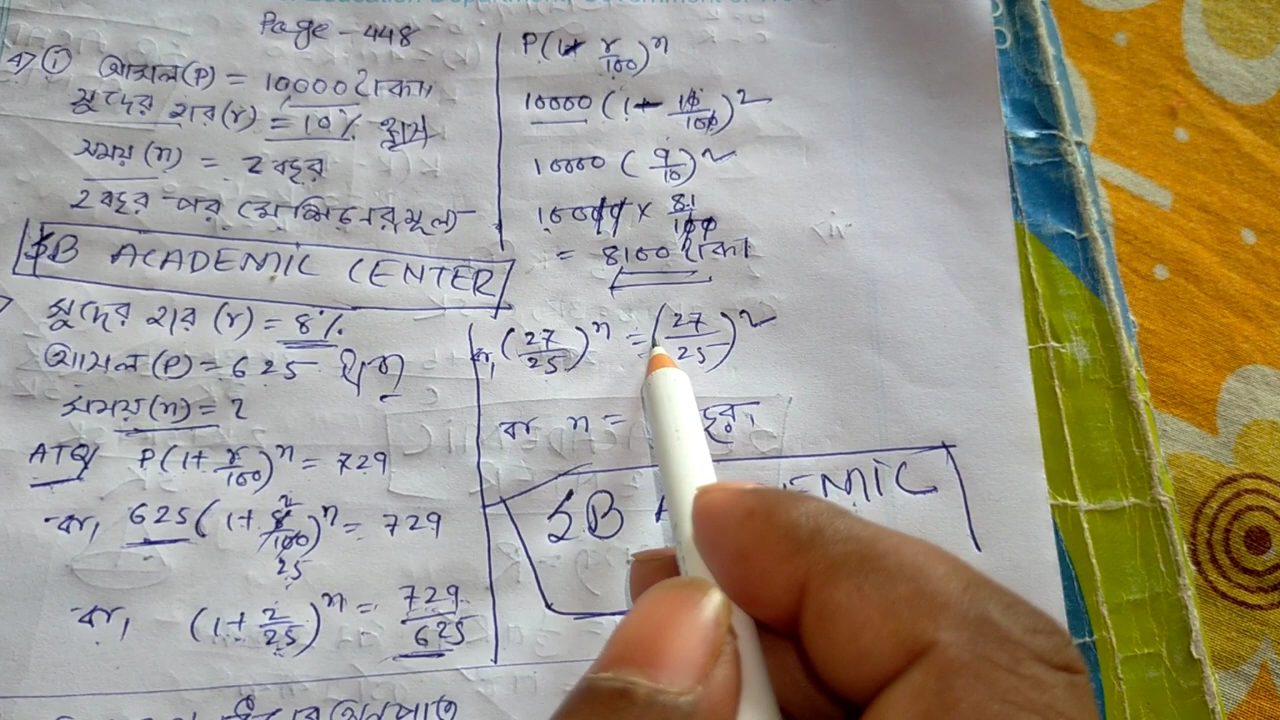 Page - 448
4) i) আসল (P) = 10000 টাকা।
সুদের হার (r) = 10% হ্রাস
সময় (n) = 2 বছর
2 বছর পর মেশিনের মূল্য
SB ACADEMIC CENTER
সুদের হার (r) = 8%
আসল (P) = 625
সময় (n) = ?
ATQ/ P(1+ r/100)^n = 729
বা, 625 (1+ 8/100)^n = 729
2
25
বা, (1+ 2/25)^n = 729/625
P(1- r/100)^n
10000 (1- 10/100)^2
10000 (9/10)^2
10000 × 81/100
= 8100 টাকা
বা, (27/25)^n = (27/25)^2
বা n =
SB EMIC